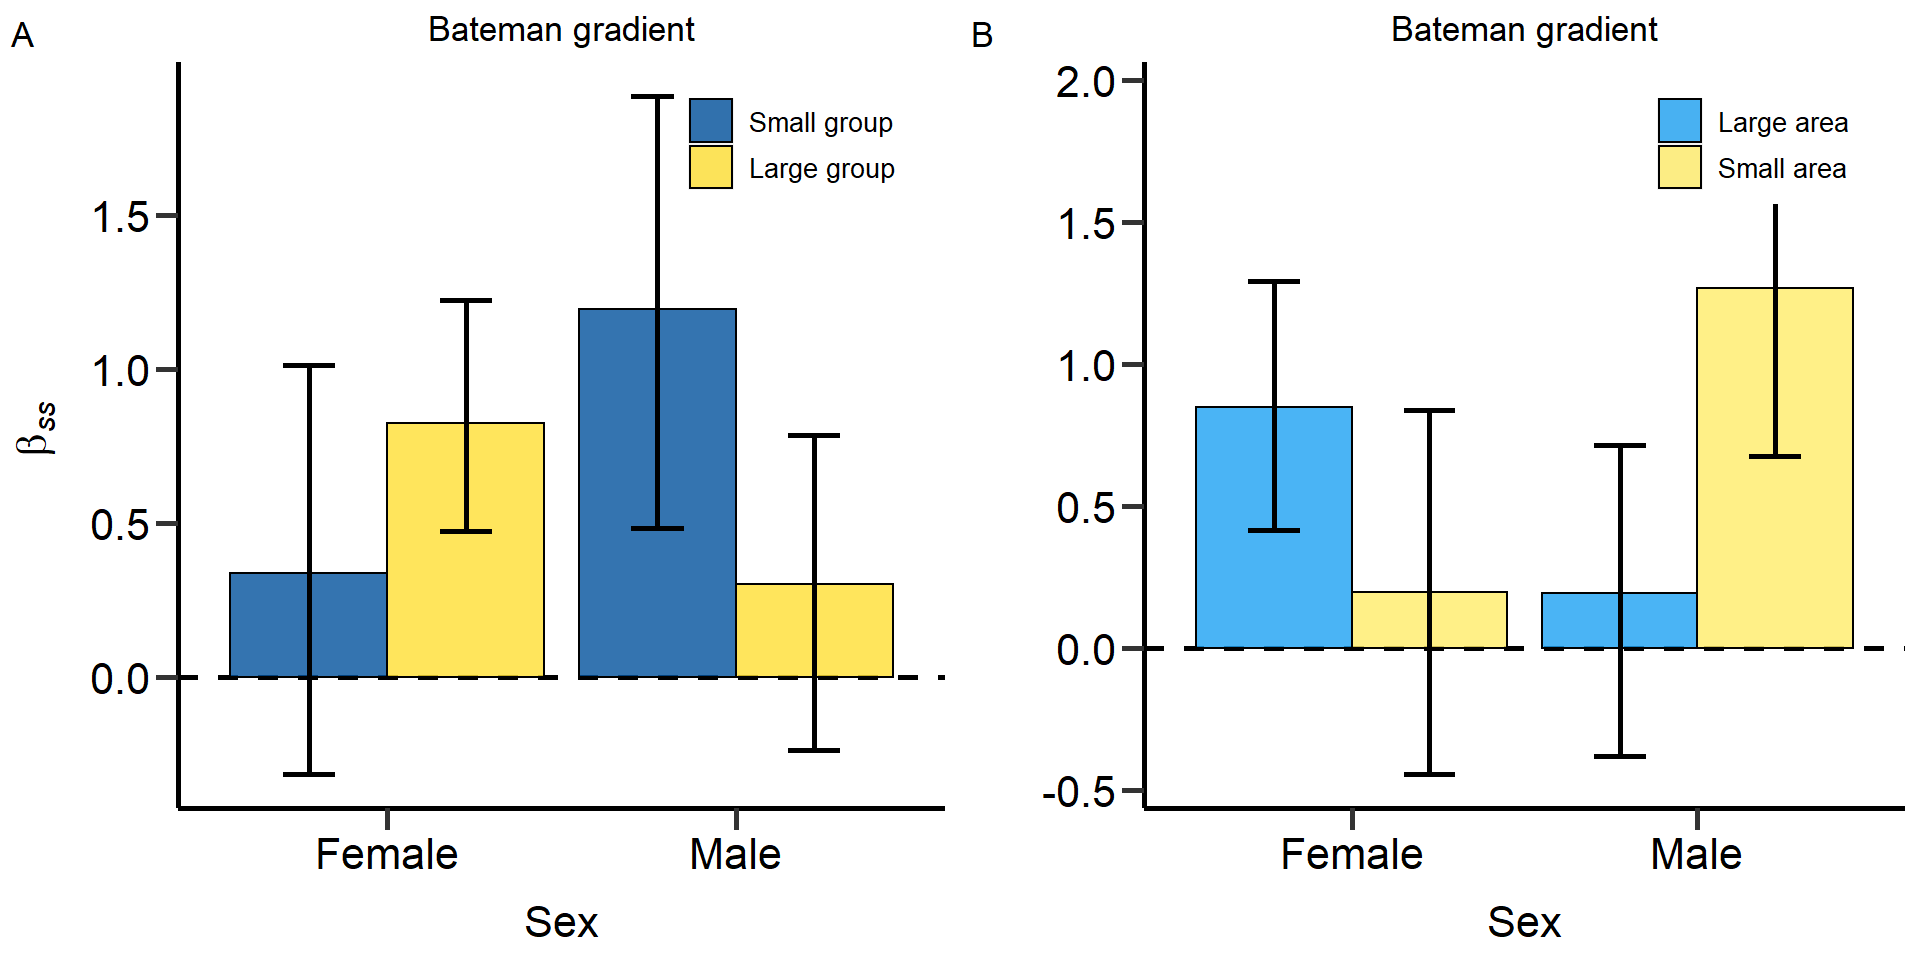 A
Bateman gradient
Small group
Large group
1.5
1.0
0.5
0.0
βss
Female
Male
Sex
B
Bateman gradient
Large area
Small area
2.0
1.5
1.0
0.5
0.0
-0.5
Female
Male
Sex